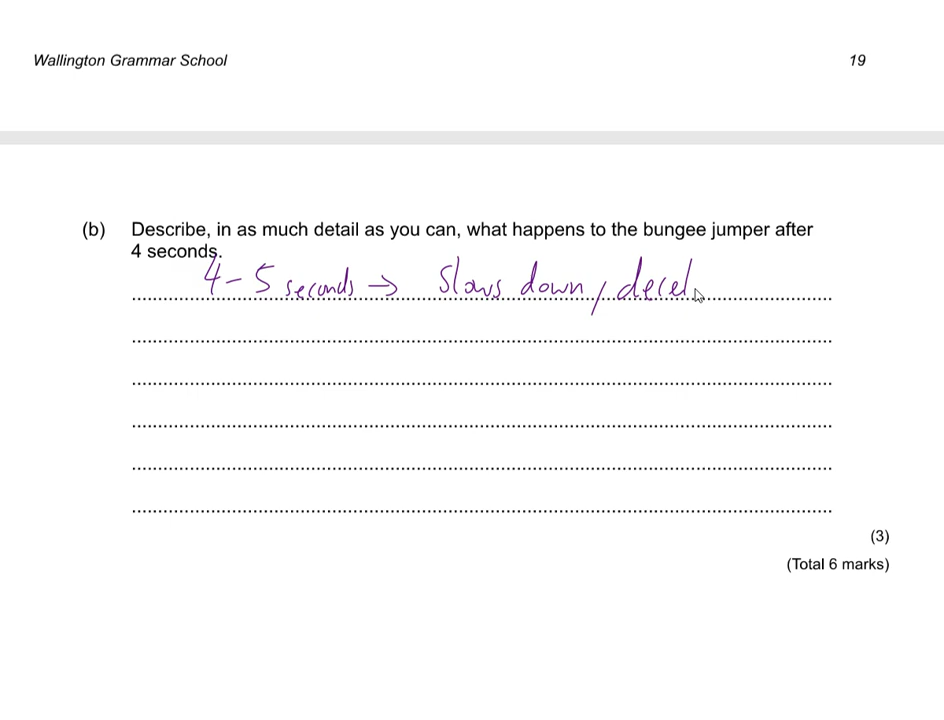 Wallington Grammar School 19
(b) Describe, in as much detail as you can, what happens to the bungee jumper after
4 seconds.
4-5 seconds → Slows down / decel
(3)
(Total 6 marks)